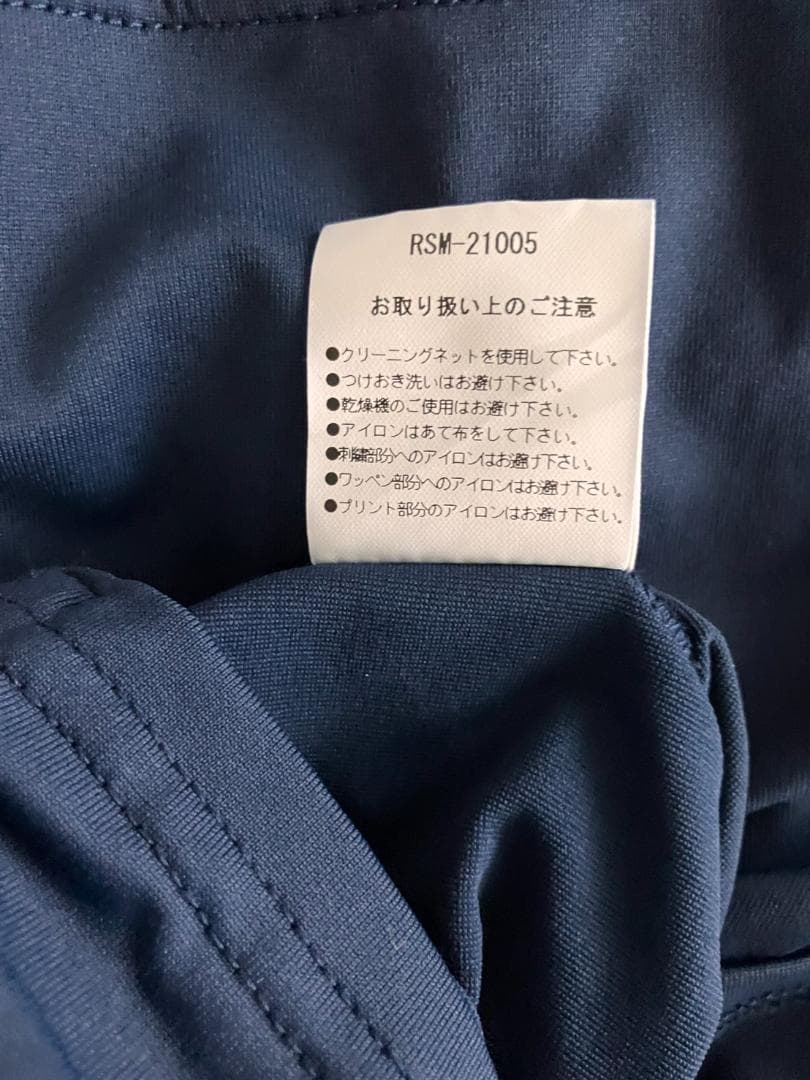 RSM-21005
お取り扱い上のご注意
●クリーニングネットを使用して下さい。
●つけおき洗いはお避け下さい。
●乾燥機のご使用はお避け下さい。
●アイロンはあて布をして下さい。
●刺繍部分へのアイロンはお避け下さい。
●ワッペン部分へのアイロンはお避け下さい。
●プリント部分のアイロンはお避け下さい。